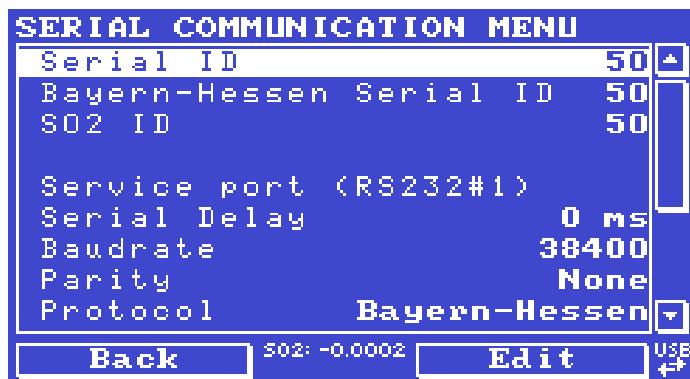 SERIAL COMMUNICATION MENU
Serial ID 50
Bayern-Hessen Serial ID 50
SO2 ID 50
Service port (RS232#1)
Serial Delay 0 ms
Baudrate 38400
Parity None
Protocol Bayern-Hessen
Back SO2: -0.0002 Edit USB